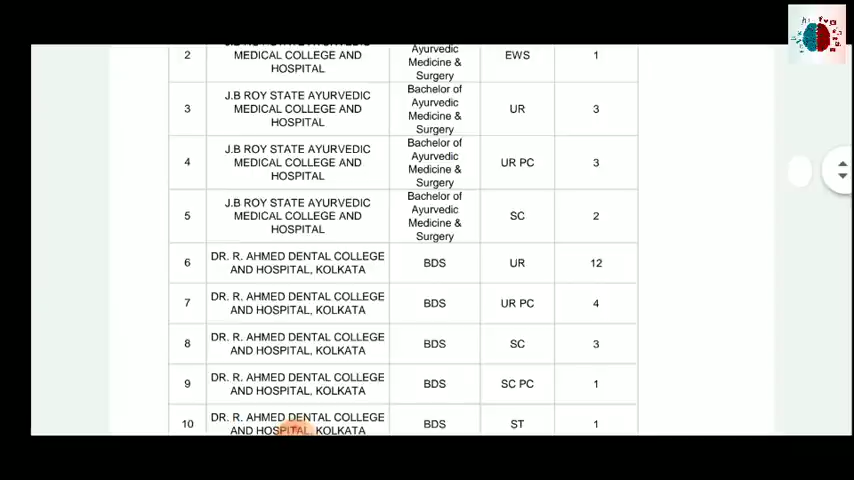 2
MEDICAL COLLEGE AND
HOSPITAL
Ayurvedic
Medicine &
Surgery
EWS
1
3
J.B ROY STATE AYURVEDIC
MEDICAL COLLEGE AND
HOSPITAL
Bachelor of
Ayurvedic
Medicine &
Surgery
UR
3
4
J.B ROY STATE AYURVEDIC
MEDICAL COLLEGE AND
HOSPITAL
Bachelor of
Ayurvedic
Medicine &
Surgery
UR PC
3
5
J.B ROY STATE AYURVEDIC
MEDICAL COLLEGE AND
HOSPITAL
Bachelor of
Ayurvedic
Medicine &
Surgery
SC
2
6
DR. R. AHMED DENTAL COLLEGE
AND HOSPITAL, KOLKATA
BDS
UR
12
7
DR. R. AHMED DENTAL COLLEGE
AND HOSPITAL, KOLKATA
BDS
UR PC
4
8
DR. R. AHMED DENTAL COLLEGE
AND HOSPITAL, KOLKATA
BDS
SC
3
9
DR. R. AHMED DENTAL COLLEGE
AND HOSPITAL, KOLKATA
BDS
SC PC
1
10
DR. R. AHMED DENTAL COLLEGE
AND HOSPITAL, KOLKATA
BDS
ST
1